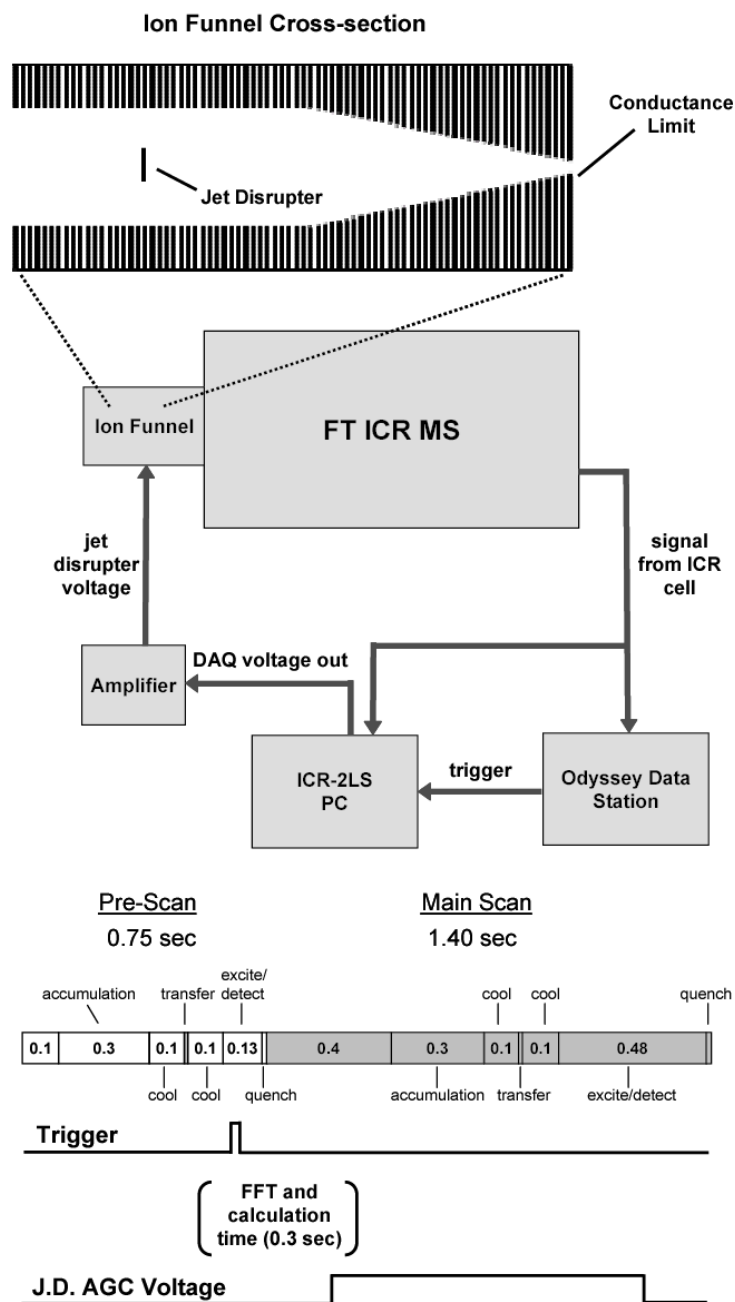 Ion Funnel Cross-section
Conductance
Limit
Jet Disrupter
Ion Funnel
FT ICR MS
jet
disrupter
voltage
signal
from ICR
cell
Amplifier
DAQ voltage out
ICR-2LS
PC
trigger
Odyssey Data
Station
Pre-Scan
0.75 sec
Main Scan
1.40 sec
accumulation
transfer
excite/
detect
cool
cool
quench
0.1
0.3
0.1
0.1
0.13
0.4
0.3
0.1
0.1
0.48
cool
cool
quench
accumulation
transfer
excite/detect
Trigger
FFT and
calculation
time (0.3 sec)
J.D. AGC Voltage